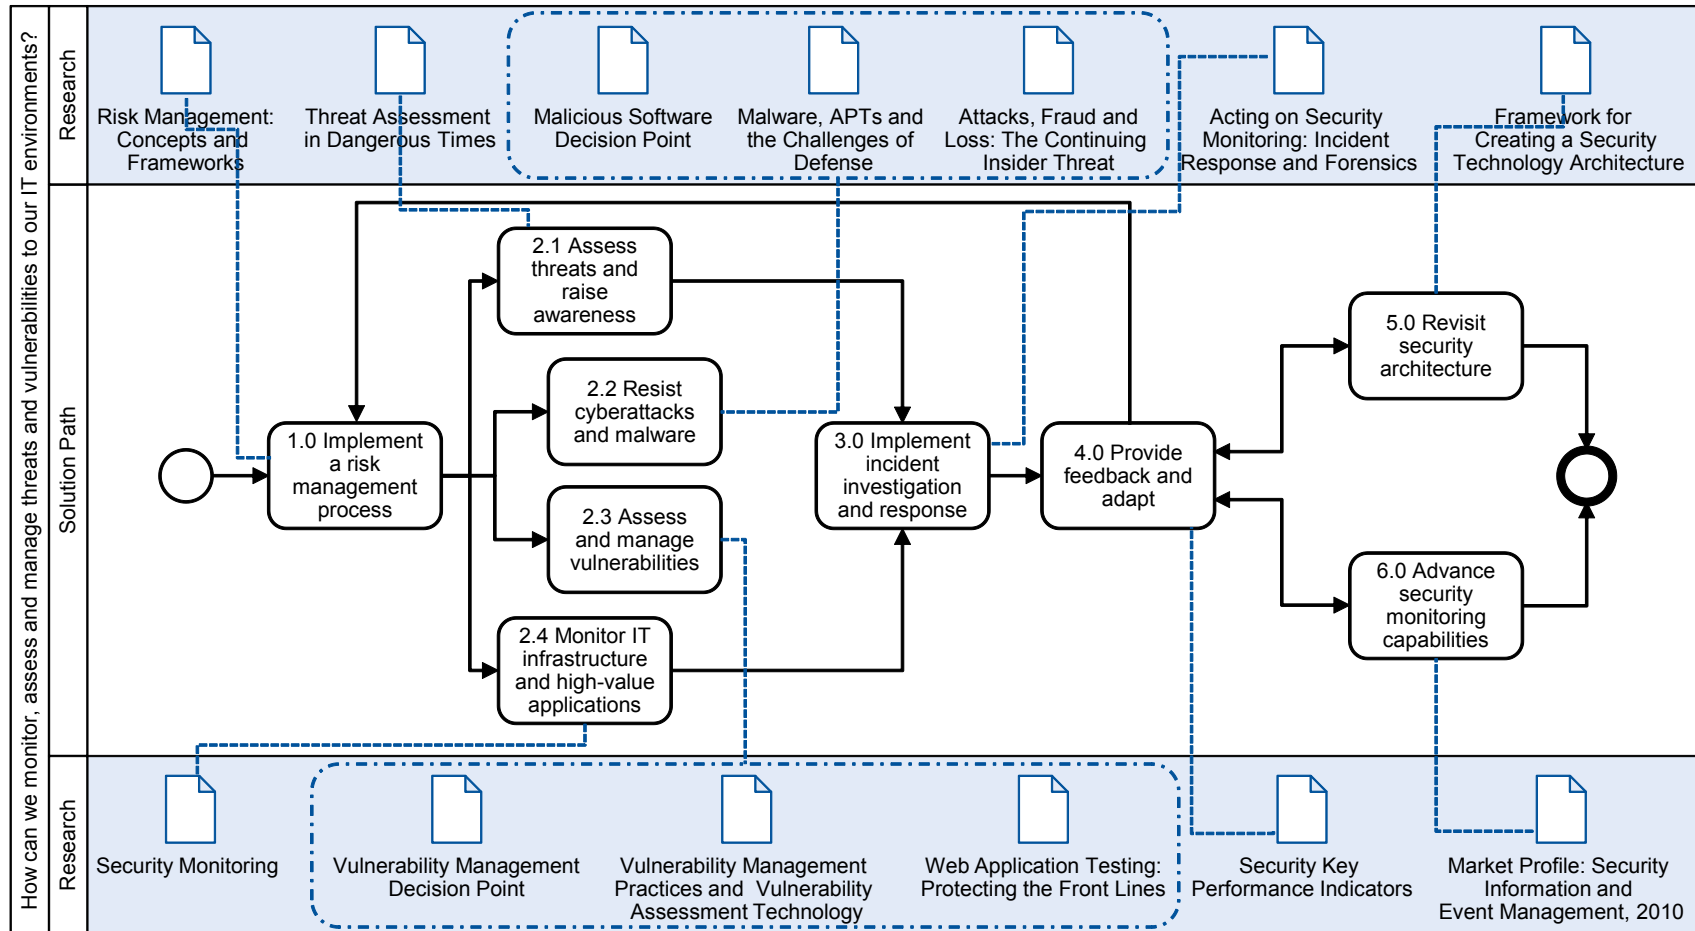 How can we monitor, assess and manage threats and vulnerabilities to our IT environments?
Research
Risk Management:
Concepts and
Frameworks
Threat Assessment
in Dangerous Times
Malicious Software
Decision Point
Malware, APTs and
the Challenges of
Defense
Attacks, Fraud and
Loss: The Continuing
Insider Threat
Acting on Security
Monitoring: Incident
Response and Forensics
Framework for
Creating a Security
Technology Architecture
Solution Path
1.0 Implement
a risk
management
process
2.1 Assess
threats and
raise
awareness
2.2 Resist
cyberattacks
and malware
2.3 Assess
and manage
vulnerabilities
2.4 Monitor IT
infrastructure
and high-value
applications
3.0 Implement
incident
investigation
and response
4.0 Provide
feedback and
adapt
5.0 Revisit
security
architecture
6.0 Advance
security
monitoring
capabilities
Research
Security Monitoring
Vulnerability Management
Decision Point
Vulnerability Management
Practices and Vulnerability
Assessment Technology
Web Application Testing:
Protecting the Front Lines
Security Key
Performance Indicators
Market Profile: Security
Information and
Event Management, 2010